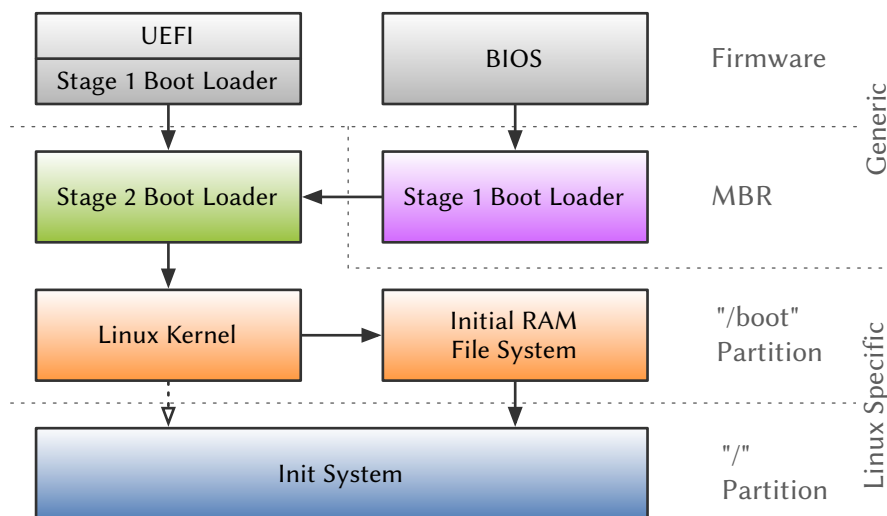 UEFI
Stage 1 Boot Loader
BIOS
Firmware
Generic
Stage 2 Boot Loader
Stage 1 Boot Loader
MBR
Linux Kernel
Initial RAM
File System
"/boot"
Partition
Linux Specific
Init System
"/"
Partition